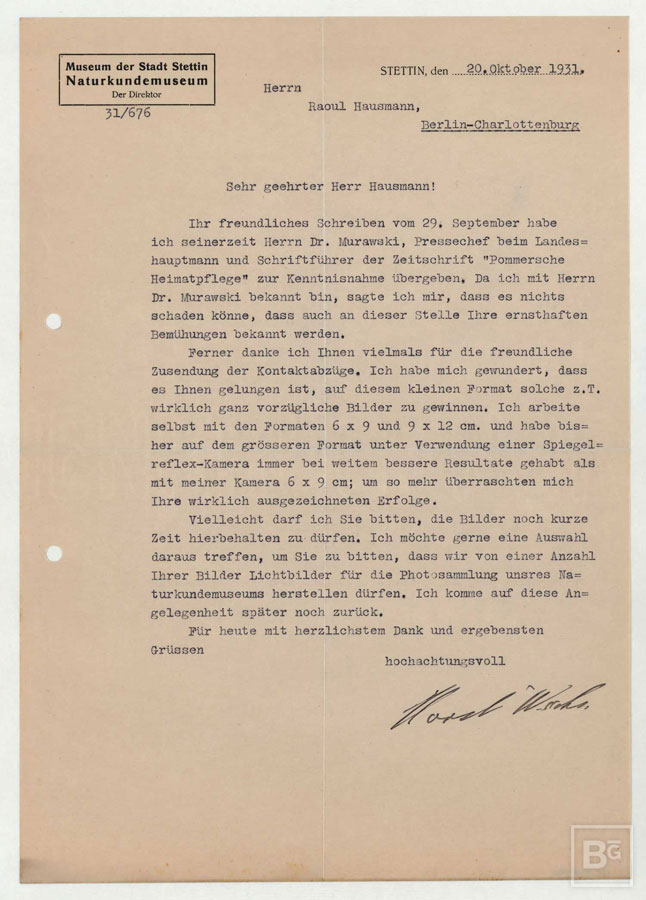 Museum der Stadt Stettin
Naturkundemuseum
Der Direktor
31/676
STETTIN, den 20.Oktober 1931.
Herrn
Raoul Hausmann,
Berlin-Charlottenburg
Sehr geehrter Herr Hausmann!
Ihr freundliches Schreiben vom 29. September habe
ich seinerzeit Herrn Dr. Murawski, Pressechef beim Landes=
hauptmann und Schriftführer der Zeitschrift "Pommersche
Heimatpflege" zur Kenntnisnahme übergeben. Da ich mit Herrn
Dr. Murawski bekannt bin, sagte ich mir, dass es nichts
schaden könne, dass auch an dieser Stelle Ihre ernsthaften
Bemühungen bekannt werden.
Ferner danke ich Ihnen vielmals für die freundliche
Zusendung der Kontaktabzüge. Ich habe mich gewundert, dass
es Ihnen gelungen ist, auf diesem kleinen Format solche z.T.
wirklich ganz vorzügliche Bilder zu gewinnen. Ich arbeite
selbst mit den Formaten 6 x 9 und 9 x 12 cm. und habe bis=
her auf dem grösseren Format unter Verwendung einer Spiegel=
reflex-Kamera immer bei weitem bessere Resultate gehabt als
mit meiner Kamera 6 x 9 cm; um so mehr überraschten mich
Ihre wirklich ausgezeichneten Erfolge.
Vielleicht darf ich Sie bitten, die Bilder noch kurze
Zeit hierbehalten zu dürfen. Ich möchte gerne eine Auswahl
daraus treffen, um Sie zu bitten, dass wir von einer Anzahl
Ihrer Bilder Lichtbilder für die Photosammlung unsres Na=
turkundemuseums herstellen dürfen. Ich komme auf diese An=
gelegenheit später noch zurück.
Für heute mit herzlichstem Dank und ergebensten
Grüssen
hochachtungsvoll
Horst
BG